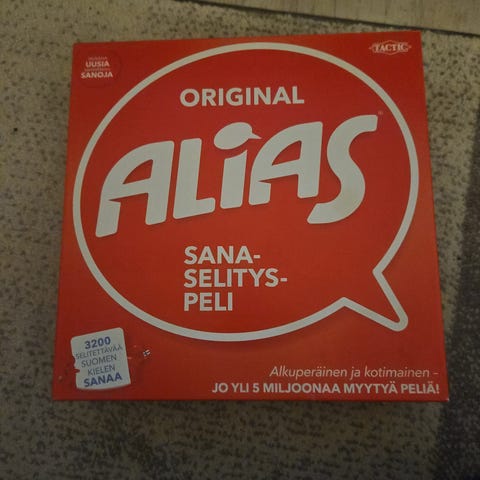 UUSIA
SANOJA
TACTIC
ORIGINAL
ALiAS
SANA-
SELITYS-
PELI
3200
SELITETTÄVÄÄ
SUOMEN
KIELEN
SANAA
Alkuperäinen ja kotimainen –
JO YLI 5 MILJOONAA MYYTYÄ PELIÄ!